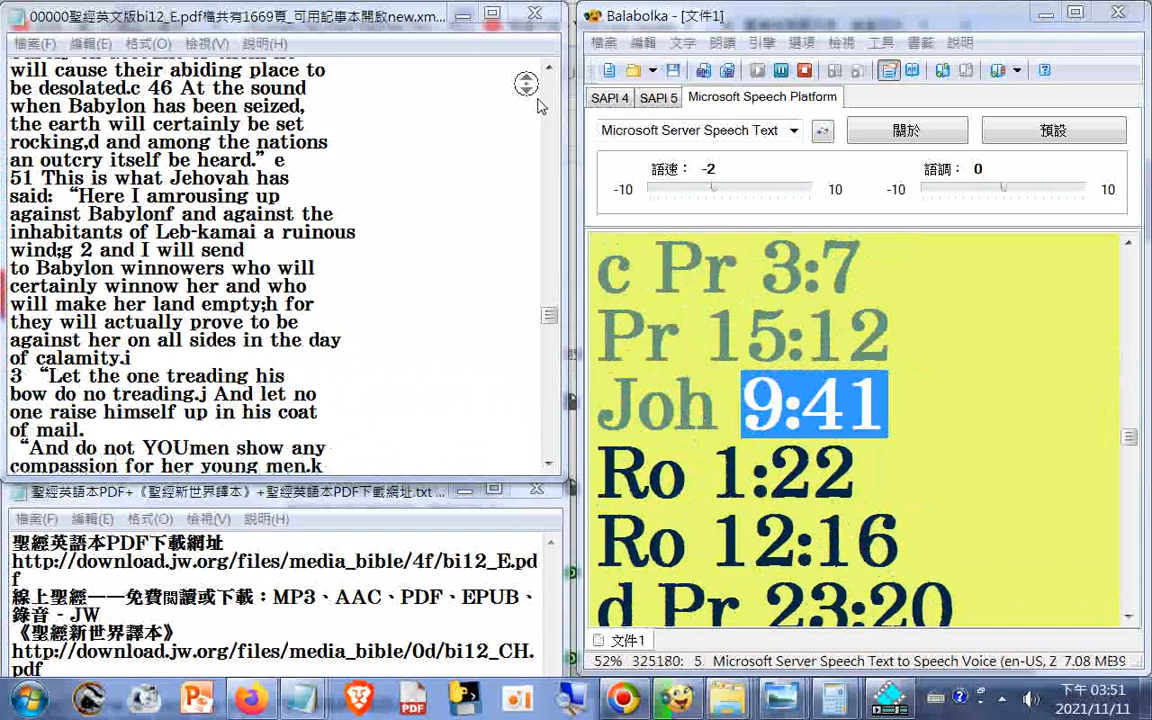 00000聖經英文版bi12_E.pdf檔共有1669頁_可用記事本開啟new.xm...
檔案(F) 編輯(E) 格式(O) 檢視(V) 說明(H)
will cause their abiding place to
be desolated.c 46 At the sound
when Babylon has been seized,
the earth will certainly be set
rocking,d and among the nations
an outcry itself be heard.” e
51 This is what Jehovah has
said: “Here I amrousing up
against Babylonf and against the
inhabitants of Leb-kamai a ruinous
wind;g 2 and I will send
to Babylon winnowers who will
certainly winnow her and who
will make her land empty;h for
they will actually prove to be
against her on all sides in the day
of calamity.i
3 “Let the one treading his
bow do no treading.j And let no
one raise himself up in his coat
of mail.
“And do not YOUmen show any
compassion for her young men.k
聖經英語本PDF+《聖經新世界譯本》+聖經英語本PDF下載網址.txt ...
檔案(F) 編輯(E) 格式(O) 檢視(V) 說明(H)
聖經英語本PDF下載網址
http://download.jw.org/files/media_bible/4f/bi12_E.pd
f
線上聖經——免費閱讀或下載：MP3、AAC、PDF、EPUB、
錄音 - JW
《聖經新世界譯本》
http://download.jw.org/files/media_bible/0d/bi12_CH.
pdf
Balabolka - [文件1]
檔案 編輯 文字 朗讀 引擎 選項 檢視 工具 書籤 說明
SAPI 4 SAPI 5 Microsoft Speech Platform
Microsoft Server Speech Text 關於 預設
語速： -2 語調： 0
-10 10 -10 10
c Pr 3:7
Pr 15:12
Joh 9:41
Ro 1:22
Ro 12:16
d Pr 23:20
文件1
52% 325180: 5 Microsoft Server Speech Text to Speech Voice (en-US, Z 7.08 MB
下午 03:51
2021/11/11